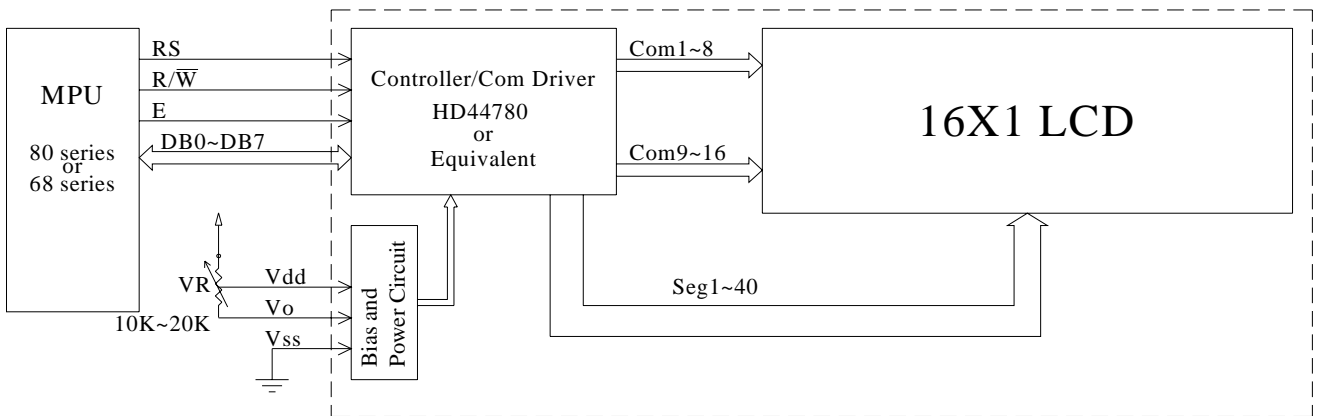 MPU
80 series
or
68 series
RS
R/W̅
E
DB0~DB7
Controller/Com Driver
HD44780
or
Equivalent
Com1~8
Com9~16
16X1 LCD
VR
10K~20K
Vdd
Vo
Vss
Bias and
Power Circuit
Seg1~40